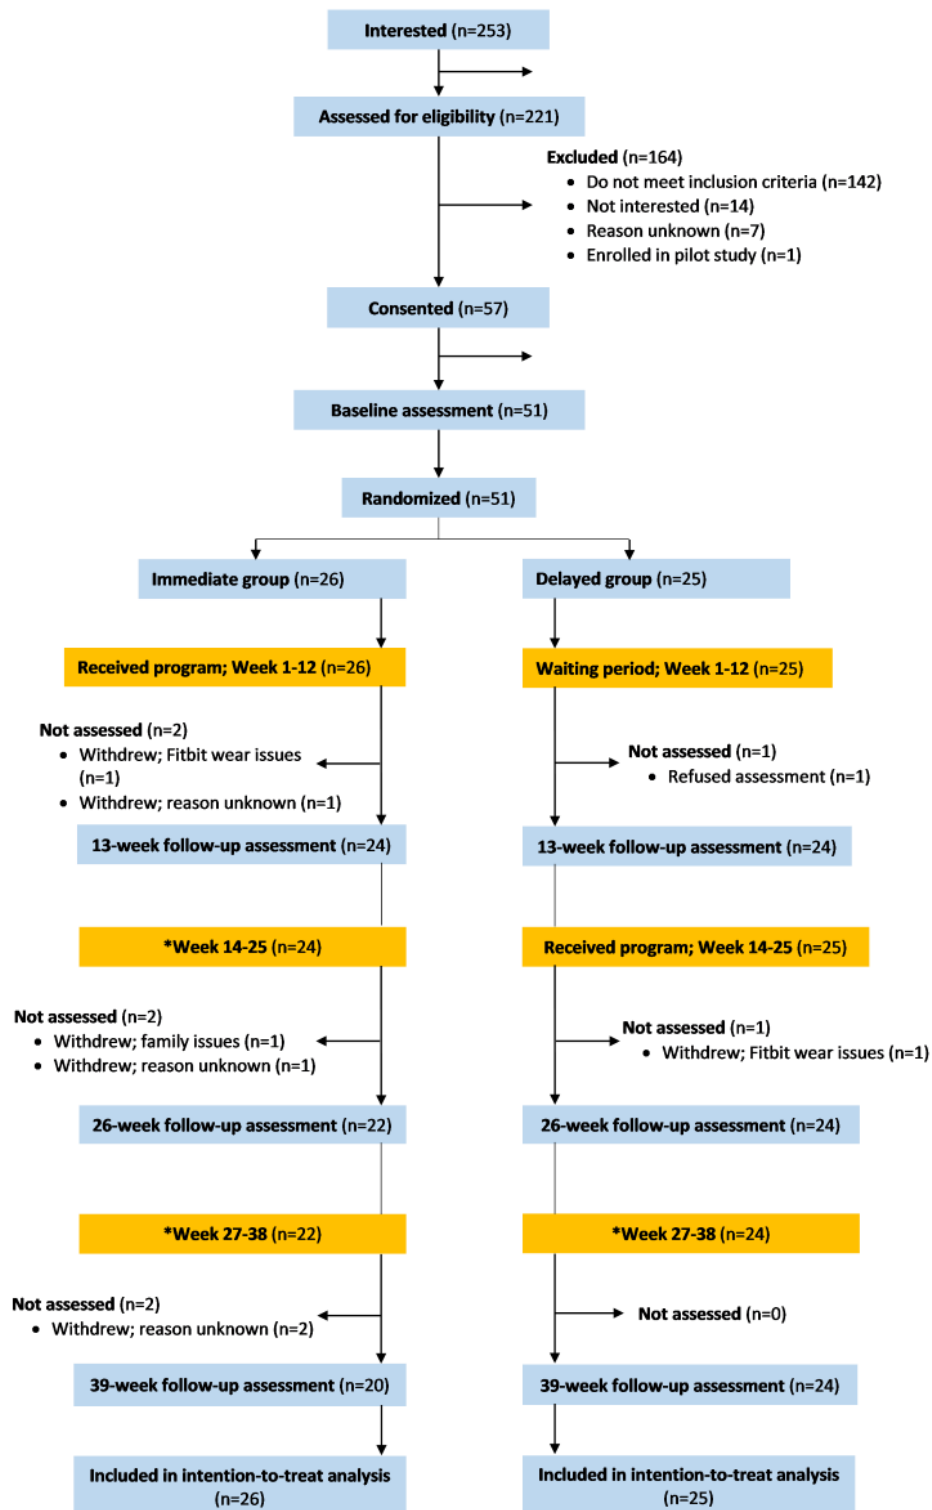 Interested (n=253)
Assessed for eligibility (n=221)
Excluded (n=164)
• Do not meet inclusion criteria (n=142)
• Not interested (n=14)
• Reason unknown (n=7)
• Enrolled in pilot study (n=1)
Consented (n=57)
Baseline assessment (n=51)
Randomized (n=51)
Immediate group (n=26)
Delayed group (n=25)
Received program; Week 1-12 (n=26)
Waiting period; Week 1-12 (n=25)
Not assessed (n=2)
• Withdrew; Fitbit wear issues
(n=1)
• Withdrew; reason unknown (n=1)
Not assessed (n=1)
• Refused assessment (n=1)
13-week follow-up assessment (n=24)
13-week follow-up assessment (n=24)
*Week 14-25 (n=24)
Received program; Week 14-25 (n=25)
Not assessed (n=2)
• Withdrew; family issues (n=1)
• Withdrew; reason unknown (n=1)
Not assessed (n=1)
• Withdrew; Fitbit wear issues (n=1)
26-week follow-up assessment (n=22)
26-week follow-up assessment (n=24)
*Week 27-38 (n=22)
*Week 27-38 (n=24)
Not assessed (n=2)
• Withdrew; reason unknown (n=2)
Not assessed (n=0)
39-week follow-up assessment (n=20)
39-week follow-up assessment (n=24)
Included in intention-to-treat analysis
(n=26)
Included in intention-to-treat analysis
(n=25)